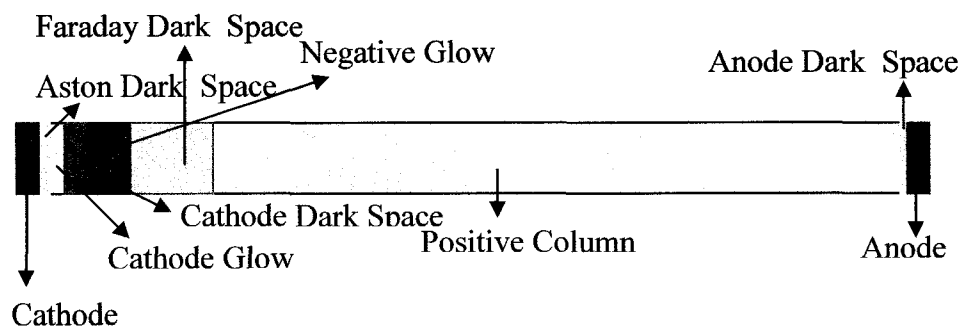 Faraday Dark Space
Negative Glow
Anode Dark Space
Aston Dark Space
Cathode Dark Space
Positive Column
Cathode Glow
Anode
Cathode